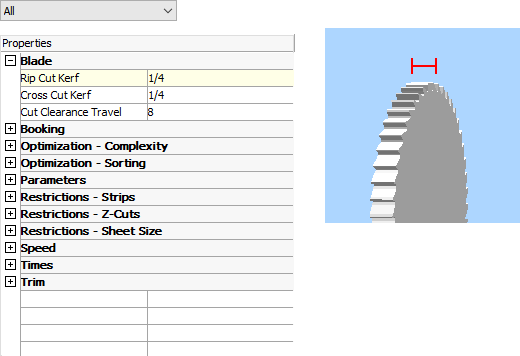 All
Properties
Blade
Rip Cut Kerf 1/4
Cross Cut Kerf 1/4
Cut Clearance Travel 8
Booking
Optimization - Complexity
Optimization - Sorting
Parameters
Restrictions - Strips
Restrictions - Z-Cuts
Restrictions - Sheet Size
Speed
Times
Trim